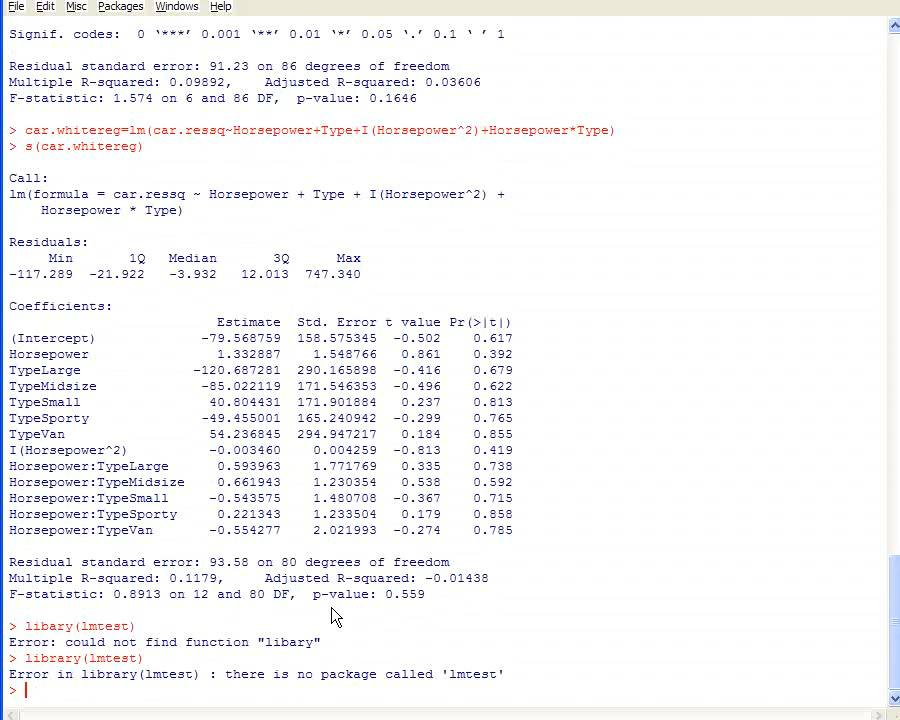 File Edit Misc Packages Windows Help
Signif. codes:  0 ‘***’ 0.001 ‘**’ 0.01 ‘*’ 0.05 ‘.’ 0.1 ‘ ’ 1
Residual standard error: 91.23 on 86 degrees of freedom
Multiple R-squared: 0.09892,     Adjusted R-squared: 0.03606
F-statistic: 1.574 on 6 and 86 DF,  p-value: 0.1646
> car.whitereg=lm(car.ressq~Horsepower+Type+I(Horsepower^2)+Horsepower*Type)
> s(car.whitereg)
Call:
lm(formula = car.ressq ~ Horsepower + Type + I(Horsepower^2) +
    Horsepower * Type)
Residuals:
     Min       1Q   Median       3Q      Max
-117.289  -21.922   -3.932   12.013  747.340
Coefficients:
                          Estimate  Std. Error t value Pr(>|t|)
(Intercept)             -79.568759  158.575345  -0.502    0.617
Horsepower                1.332887    1.548766   0.861    0.392
TypeLarge              -120.687281  290.165898  -0.416    0.679
TypeMidsize             -85.022119  171.546353  -0.496    0.622
TypeSmall                40.804431  171.901884   0.237    0.813
TypeSporty              -49.455001  165.240942  -0.299    0.765
TypeVan                  54.236845  294.947217   0.184    0.855
I(Horsepower^2)          -0.003460    0.004259  -0.813    0.419
Horsepower:TypeLarge      0.593963    1.771769   0.335    0.738
Horsepower:TypeMidsize    0.661943    1.230354   0.538    0.592
Horsepower:TypeSmall     -0.543575    1.480708  -0.367    0.715
Horsepower:TypeSporty     0.221343    1.233504   0.179    0.858
Horsepower:TypeVan       -0.554277    2.021993  -0.274    0.785
Residual standard error: 93.58 on 80 degrees of freedom
Multiple R-squared: 0.1179,     Adjusted R-squared: -0.01438
F-statistic: 0.8913 on 12 and 80 DF,  p-value: 0.559
> libary(lmtest)
Error: could not find function "libary"
> library(lmtest)
Error in library(lmtest) : there is no package called 'lmtest'
>